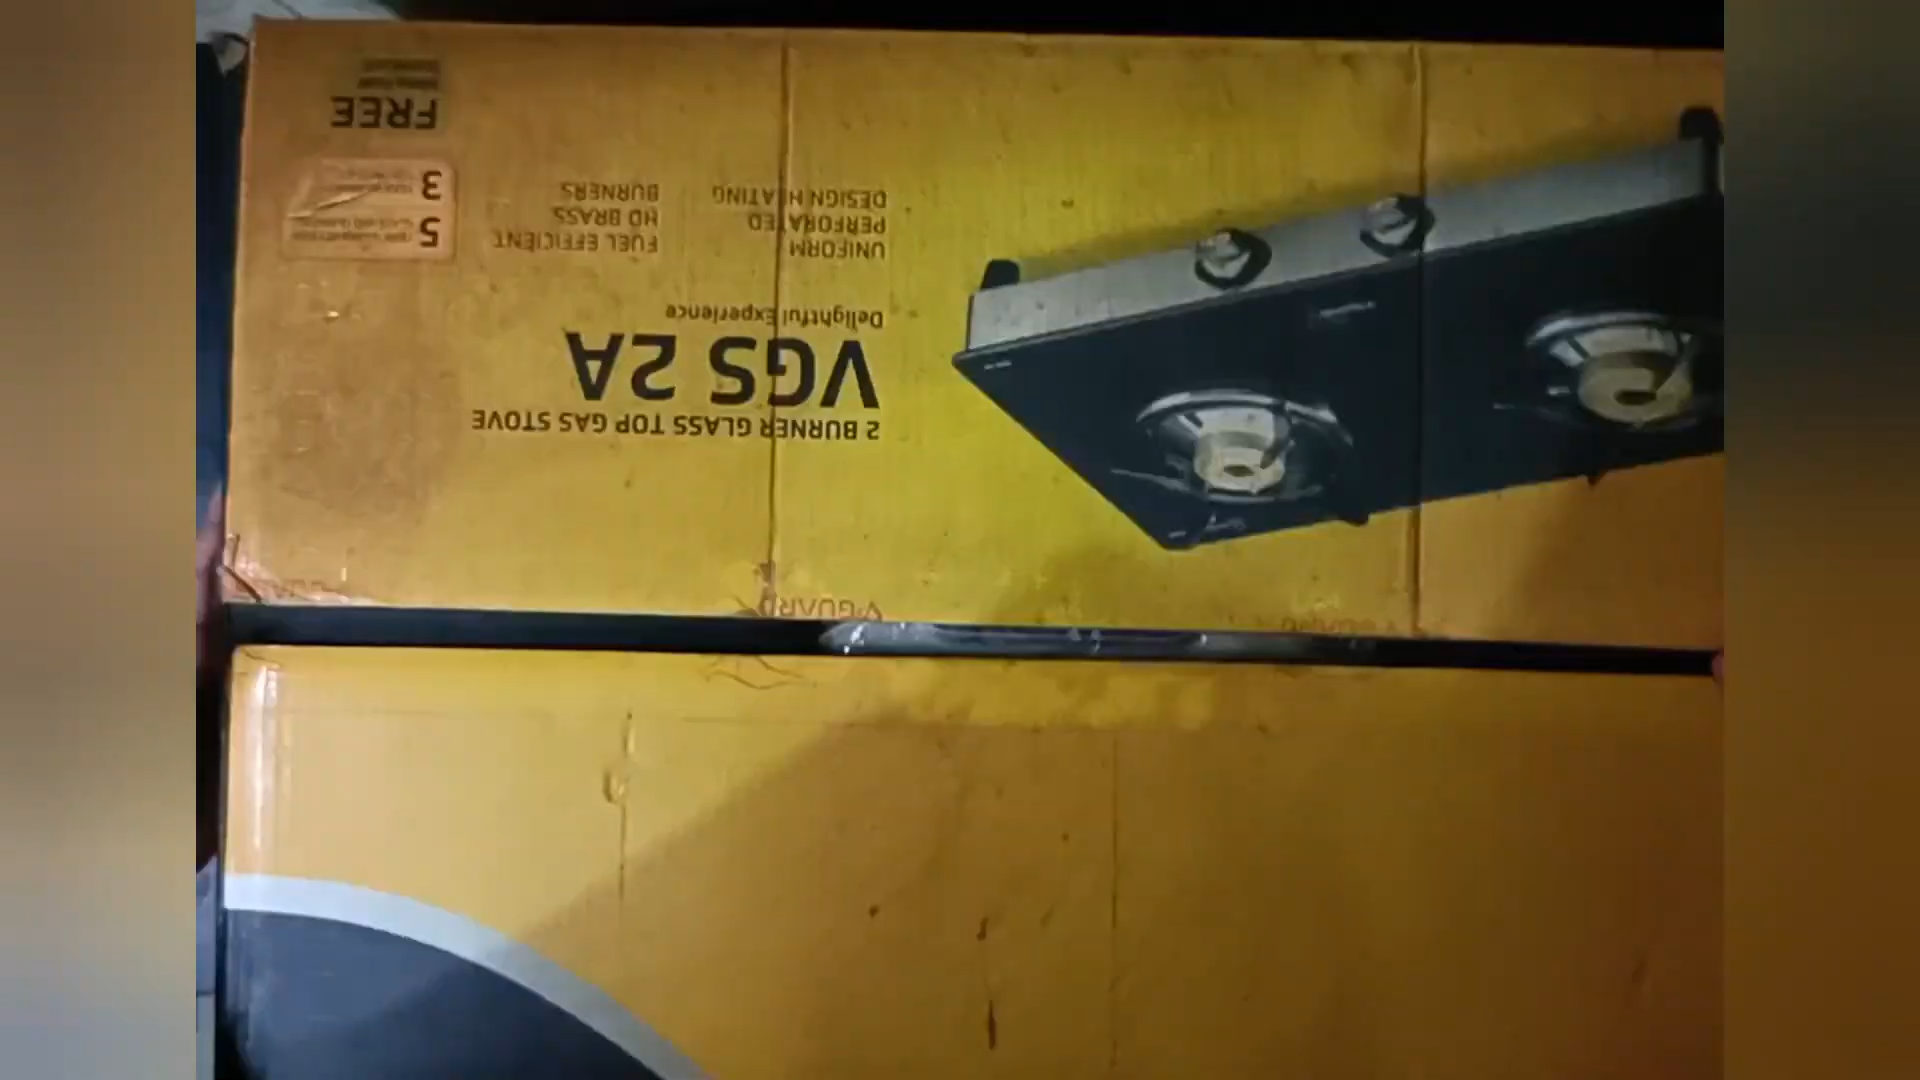 2 BURNER GLASS TOP GAS STOVE
VGS 2A
Delightful Experience
UNIFORM
PERFORATED
DESIGN HEATING
FUEL EFFICIENT
HD BRASS
BURNERS
5
3
FREE
V-GUARD
V-GUARD